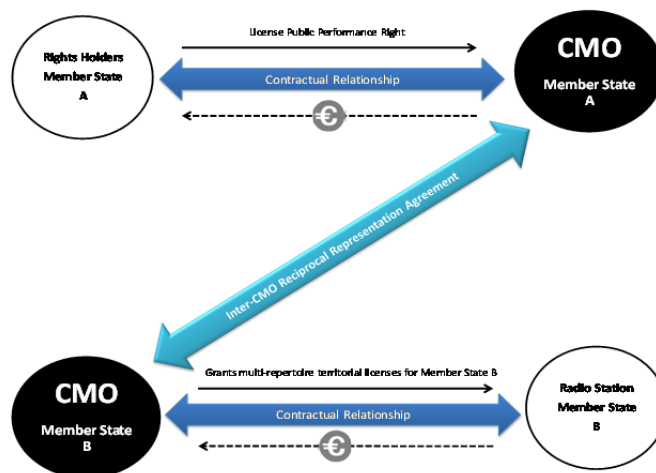 License Public Performance Right
Rights Holders
Member State
A
Contractual Relationship
CMO
Member State
A
€
Inter-CMO Reciprocal Representation Agreement
Grants multi-repertoire territorial licenses for Member State B
CMO
Member State
B
Contractual Relationship
Radio Station
Member State
B
€